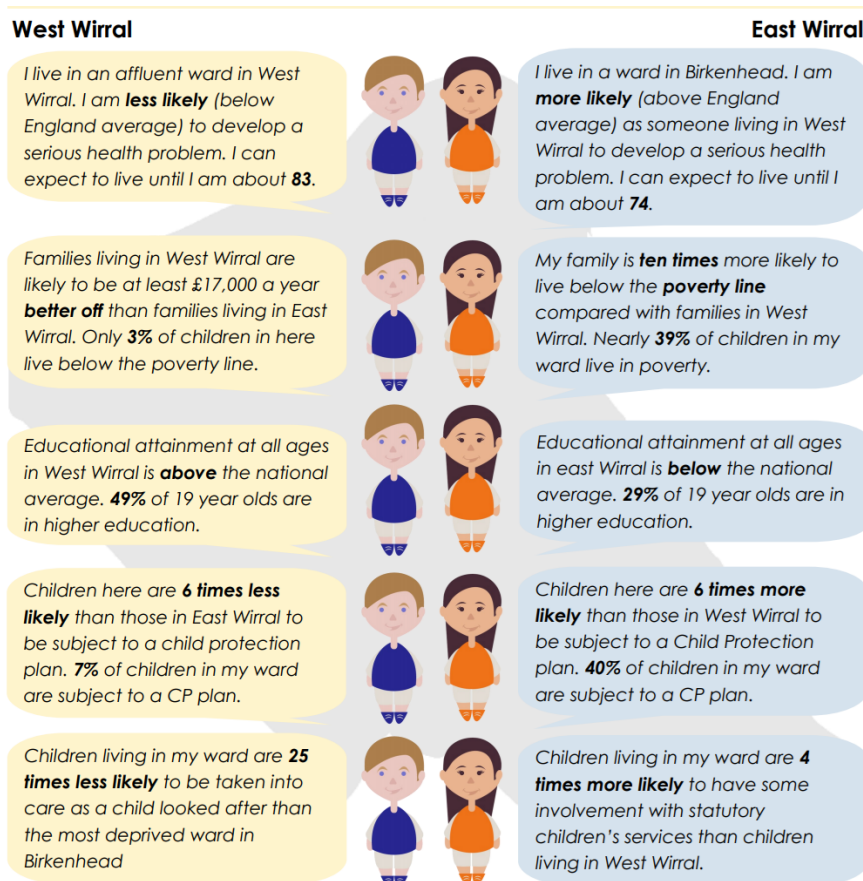 West Wirral
East Wirral
I live in an affluent ward in West
Wirral. I am less likely (below
England average) to develop a
serious health problem. I can
expect to live until I am about 83.
I live in a ward in Birkenhead. I am
more likely (above England
average) as someone living in West
Wirral to develop a serious health
problem. I can expect to live until I
am about 74.
Families living in West Wirral are
likely to be at least £17,000 a year
better off than families living in East
Wirral. Only 3% of children in here
live below the poverty line.
My family is ten times more likely to
live below the poverty line
compared with families in West
Wirral. Nearly 39% of children in my
ward live in poverty.
Educational attainment at all ages
in West Wirral is above the national
average. 49% of 19 year olds are
in higher education.
Educational attainment at all ages
in east Wirral is below the national
average. 29% of 19 year olds are in
higher education.
Children here are 6 times less
likely than those in East Wirral to
be subject to a child protection
plan. 7% of children in my ward
are subject to a CP plan.
Children here are 6 times more
likely than those in West Wirral to
be subject to a Child Protection
plan. 40% of children in my ward
are subject to a CP plan.
Children living in my ward are 25
times less likely to be taken into
care as a child looked after than
the most deprived ward in
Birkenhead
Children living in my ward are 4
times more likely to have some
involvement with statutory
children's services than children
living in West Wirral.